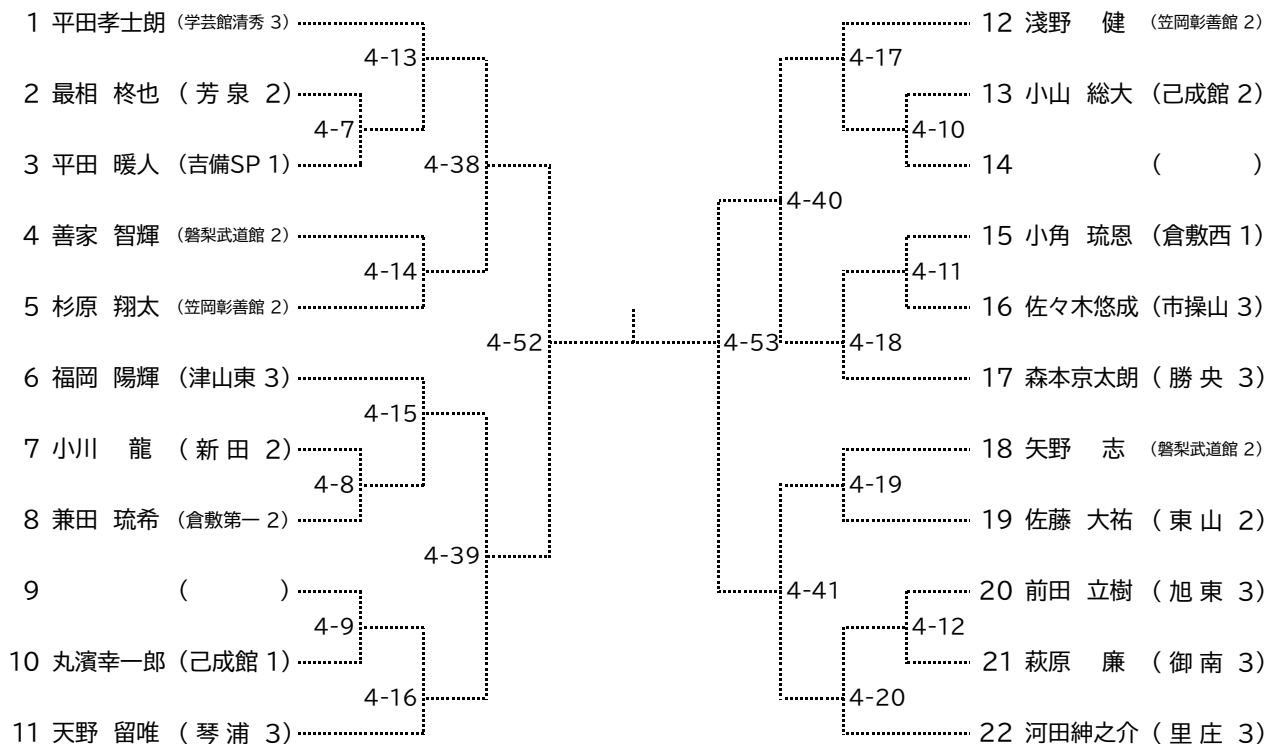 1 平田孝士朗 （学芸館清秀 3）
4-13
2 最相 柊也 （ 芳 泉 2）
4-7
3 平田 暖人 （吉備SP 1）
4-38
4 善家 智輝 （磐梨武道館 2）
4-14
5 杉原 翔太 （笠岡彰善館 2）
4-52
6 福岡 陽輝 （津山東 3）
4-15
7 小川 龍 （ 新 田 2）
4-8
8 兼田 琉希 （倉敷第一 2）
4-39
9 （ ）
4-9
10 丸濱幸一郎（己成館 1）
4-16
11 天野 留唯 （ 琴 浦 3）
12 淺野 健 （笠岡彰善館 2）
4-17
13 小山 総大 （己成館 2）
4-10
14 （ ）
4-40
15 小角 琉恩 （倉敷西 1）
4-11
16 佐々木悠成（市操山 3）
4-53
4-18
17 森本京太朗（ 勝 央 3）
18 矢野 志 （磐梨武道館 2）
4-19
19 佐藤 大祐 （ 東 山 2）
4-41
20 前田 立樹 （ 旭 東 3）
4-12
21 萩原 廉 （ 御 南 3）
4-20
22 河田紳之介（ 里 庄 3）